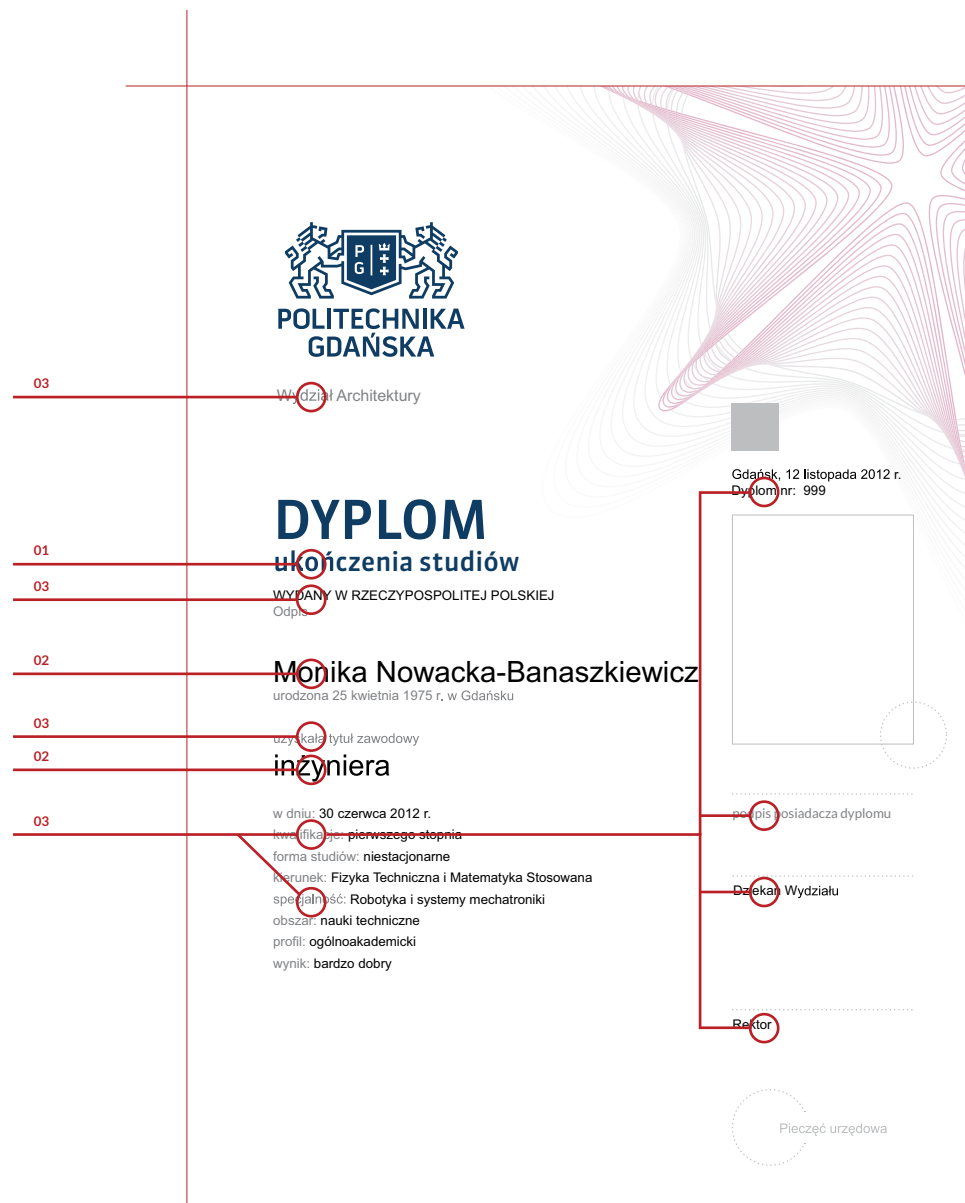 P G
POLITECHNIKA
GDAŃSKA
03
Wydział Architektury
Gdańsk, 12 listopada 2012 r.
Dyplom nr: 999
DYPLOM
01
ukończenia studiów
03
WYDANY W RZECZYPOSPOLITEJ POLSKIEJ
Odpis
02
Monika Nowacka-Banaszkiewicz
urodzona 25 kwietnia 1975 r. w Gdańsku
03
uzyskała tytuł zawodowy
02
inżyniera
03
w dniu: 30 czerwca 2012 r.
kwalifikacje: pierwszego stopnia
forma studiów: niestacjonarne
kierunek: Fizyka Techniczna i Matematyka Stosowana
specjalność: Robotyka i systemy mechatroniki
obszar: nauki techniczne
profil: ogólnoakademicki
wynik: bardzo dobry
podpis posiadacza dyplomu
Dziekan Wydziału
Rektor
Pieczęć urzędowa